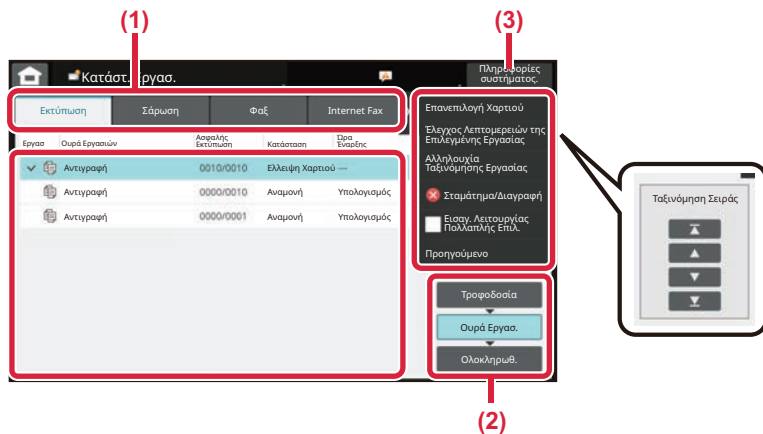 (1)
(3)
Κατάστ. Εργασ.
Πληροφορίες
συστήματος.
Εκτύπωση
Σάρωση
Φαξ
Internet Fax
Εργασ
Ουρά Εργασιών
Ασφαλής
Εκτύπωση
Κατάσταση
Ώρα
Έναρξης
Αντιγραφή
0010/0010
Ελλειψη Χαρτιού —
Αντιγραφή
0000/0010
Αναμονή
Υπολογισμός
Αντιγραφή
0000/0001
Αναμονή
Υπολογισμός
Επανεπιλογή Χαρτιού
Έλεγχος Λεπτομερειών της
Επιλεγμένης Εργασίας
Αλληλουχία
Ταξινόμησης Εργασίας
Σταμάτημα/Διαγραφή
Εισαγ. Λειτουργίας
Πολλαπλής Επιλ.
Προηγούμενο
Ταξινόμηση Σειράς
Τροφοδοσία
Ουρά Εργασ.
Ολοκληρωθ.
(2)